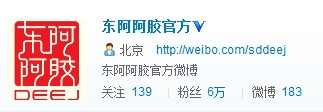 东阿
阿胶
DEEJ
东阿阿胶官方
北京 http://weibo.com/sddeej
东阿阿胶官方微博
关注 139 粉丝 6万 微博 183